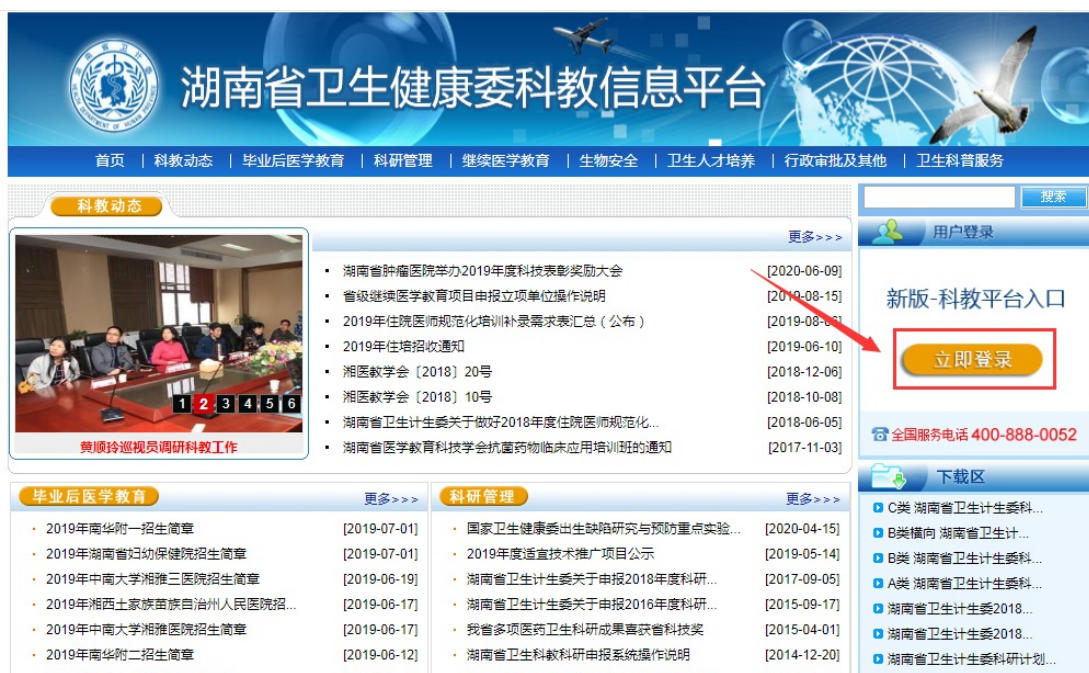 湖南省卫生健康委科教信息平台
首页 | 科教动态 | 毕业后医学教育 | 科研管理 | 继续医学教育 | 生物安全 | 卫生人才培养 | 行政审批及其他 | 卫生科普服务
科教动态
更多>>>
湖南省肿瘤医院举办2019年度科技表彰奖励大会 [2020-06-09]
省级继续医学教育项目申报立项单位操作说明 [2019-08-15]
2019年住院医师规范化培训补录需求表汇总（公布） [2019-08-06]
2019年住培招收通知 [2019-06-10]
湘医教学会〔2018〕20号 [2018-12-06]
湘医教学会〔2018〕10号 [2018-10-08]
湖南省卫生计生委关于做好2018年度住院医师规范化... [2018-06-05]
湖南省医学教育科技学会抗菌药物临床应用培训班的通知 [2017-11-03]
1 2 3 4 5 6
黄顺玲巡视员调研科教工作
搜索
用户登录
新版-科教平台入口
立即登录
全国服务电话 400-888-0052
毕业后医学教育
更多>>>
2019年南华附一招生简章 [2019-07-01]
2019年湖南省妇幼保健院招生简章 [2019-07-01]
2019年中南大学湘雅三医院招生简章 [2019-06-19]
2019年湘西土家族苗族自治州人民医院招... [2019-06-17]
2019年中南大学湘雅医院招生简章 [2019-06-17]
2019年南华附二招生简章 [2019-06-12]
科研管理
更多>>>
国家卫生健康委出生缺陷研究与预防重点实验... [2020-04-15]
2019年度适宜技术推广项目公示 [2019-05-14]
湖南省卫生计生委关于申报2018年度科研... [2017-09-05]
湖南省卫生计生委关于申报2016年度科研... [2015-09-17]
我省多项医药卫生科研成果喜获省科技奖 [2015-04-01]
湖南省卫生科教科研申报系统操作说明 [2014-12-20]
下载区
C类 湖南省卫生计生委科...
B类横向 湖南省卫生计...
B类 湖南省卫生计生委科...
A类 湖南省卫生计生委科...
湖南省卫生计生委2018...
湖南省卫生计生委2018...
湖南省卫生计生委科研计划...